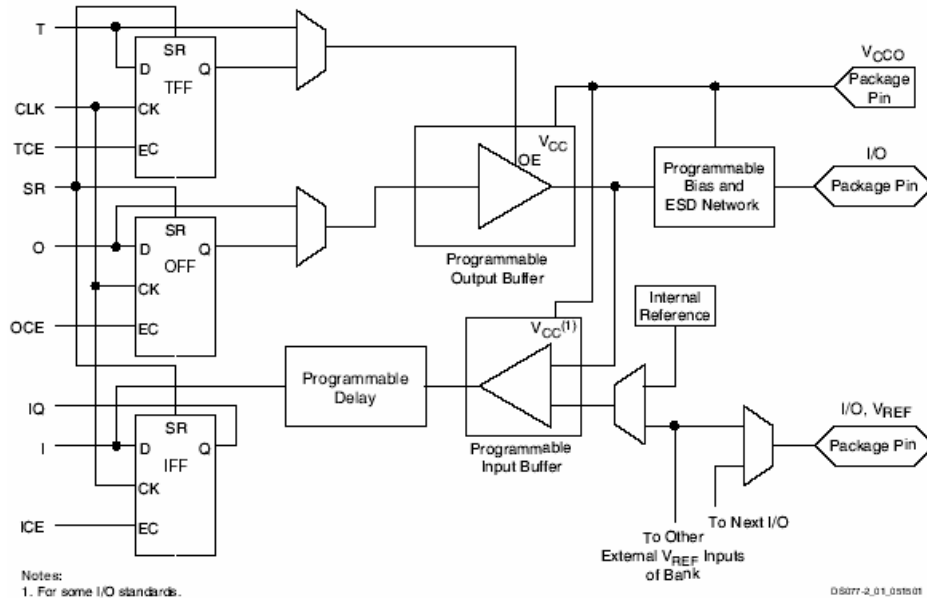 T
SR
D
Q
TFF
CLK
CK
TCE
EC
VCC
OE
VCCO
Package
Pin
I/O
Package Pin
Programmable
Bias and
ESD Network
SR
SR
O
D
Q
OFF
CK
OCE
EC
Programmable
Output Buffer
VCC(1)
Internal
Reference
Programmable
Delay
Programmable
Input Buffer
IQ
SR
I
D
Q
IFF
CK
ICE
EC
I/O, VREF
Package Pin
To Next I/O
To Other
External VREF Inputs
of Bank
Notes:
1. For some I/O standards.
DS077-2_01_051501